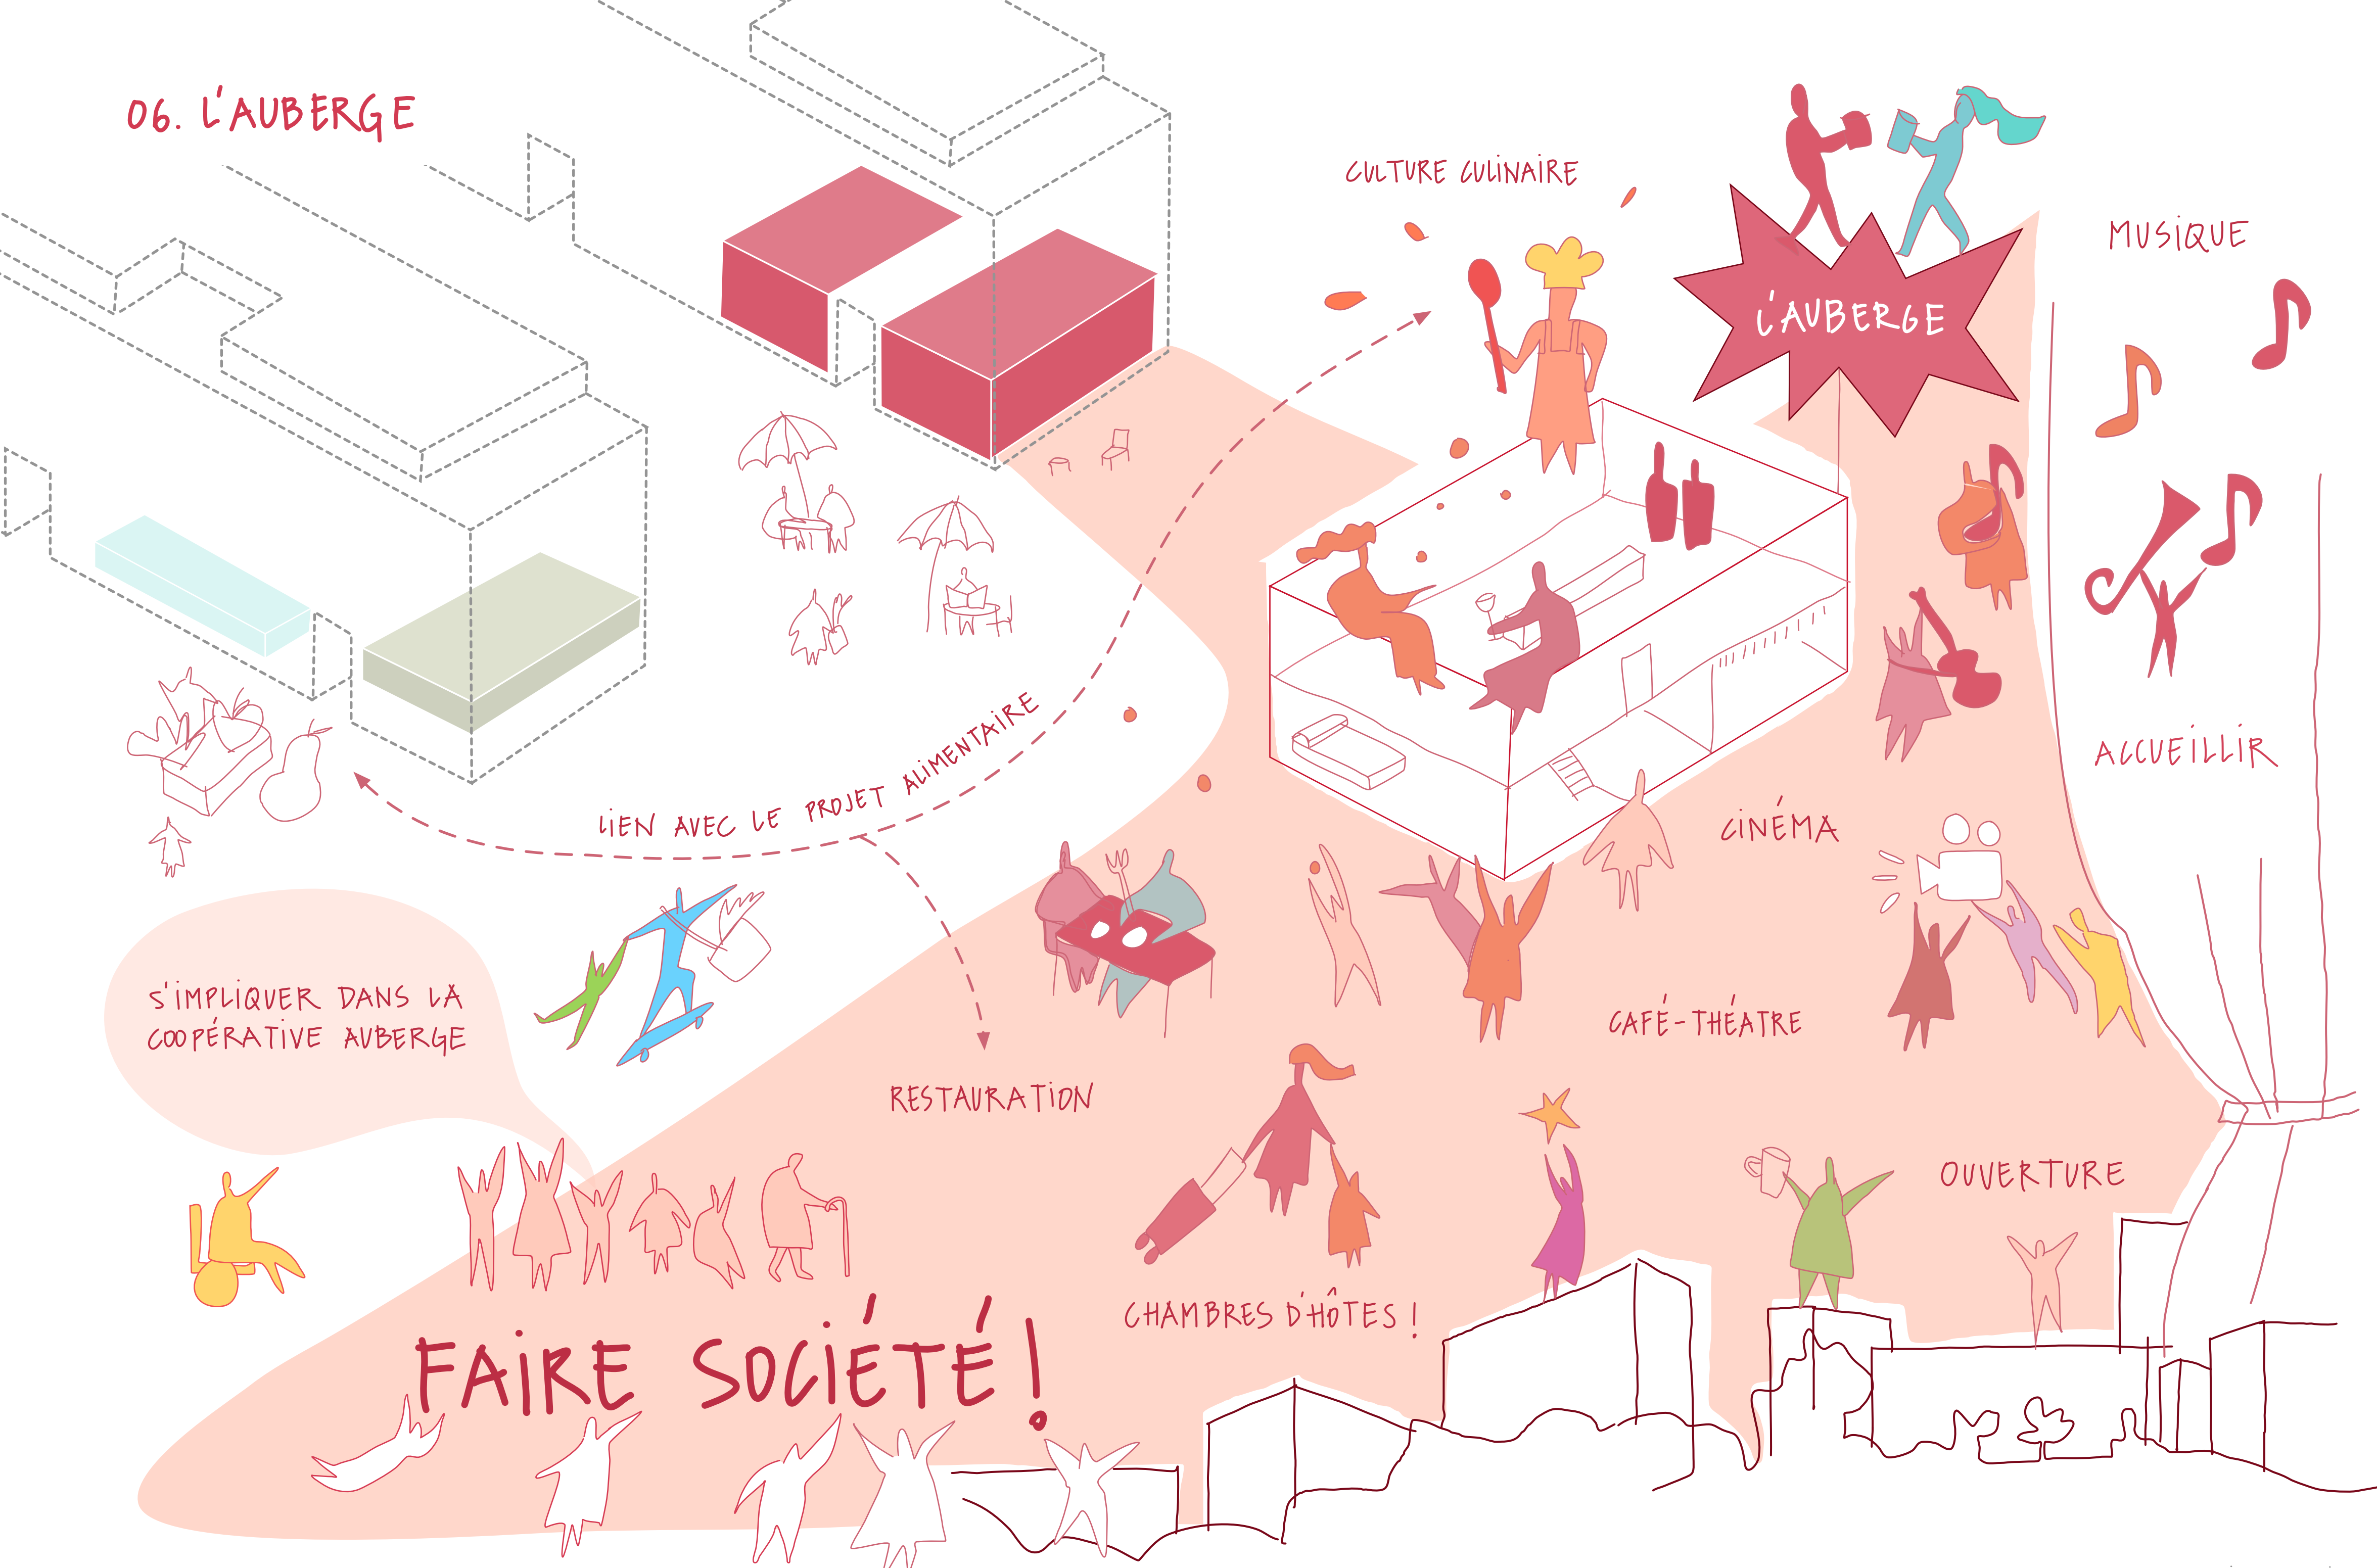 06. L'AUBERGE
CULTURE CULINAIRE
L'AUBERGE
MUSIQUE
ACCUEILLIR
LIEN AVEC LE PROJET ALIMENTAIRE
CINÉMA
S'IMPLIQUER DANS LA
COOPÉRATIVE AUBERGE
CAFÉ-THÉATRE
RESTAURATION
OUVERTURE
CHAMBRES D'HÔTES !
FAIRE SOCIÉTÉ !